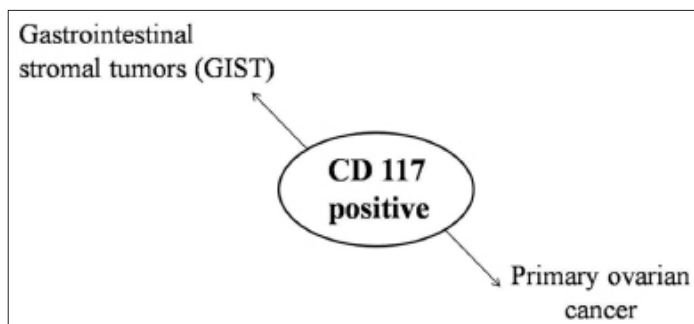 Gastrointestinal
stromal tumors (GIST)
CD 117
positive
Primary ovarian
cancer